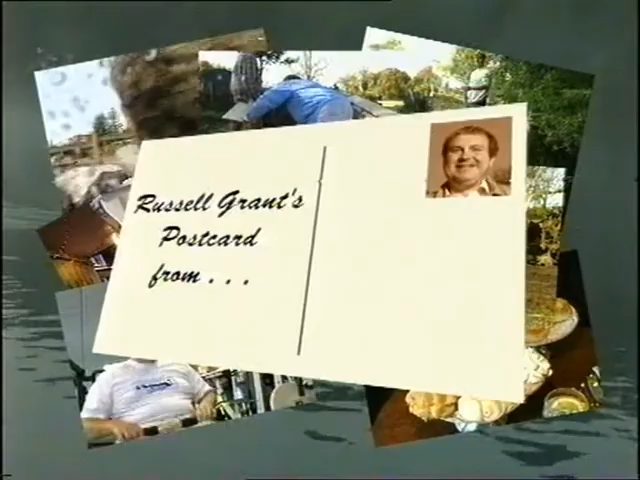 Russell Grant's
Postcard
from . . .